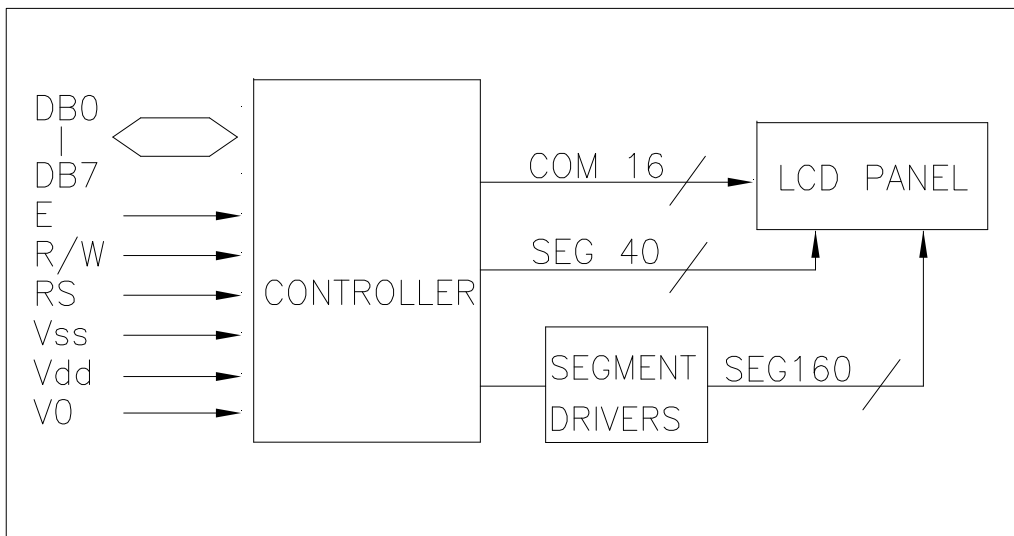 DB0
|
DB7
E
R/W
RS
Vss
Vdd
V0
CONTROLLER
COM 16
SEG 40
SEGMENT
DRIVERS
SEG160
LCD PANEL